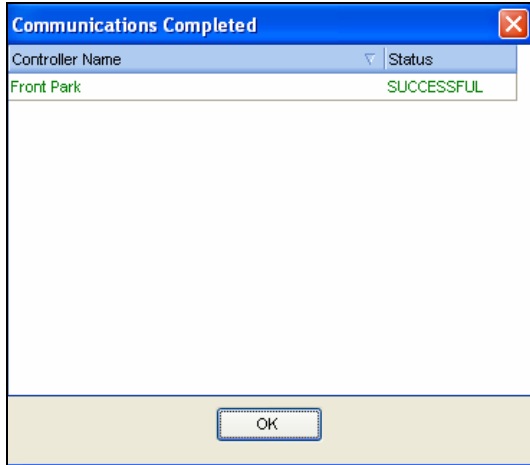 Communications Completed
Controller Name Status
Front Park SUCCESSFUL
OK